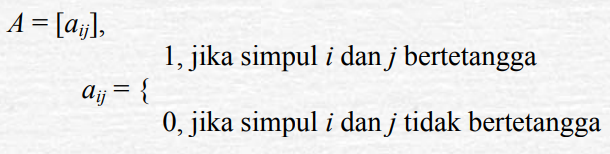 A = [aij],
1, jika simpul i dan j bertetangga
aij = {
0, jika simpul i dan j tidak bertetangga